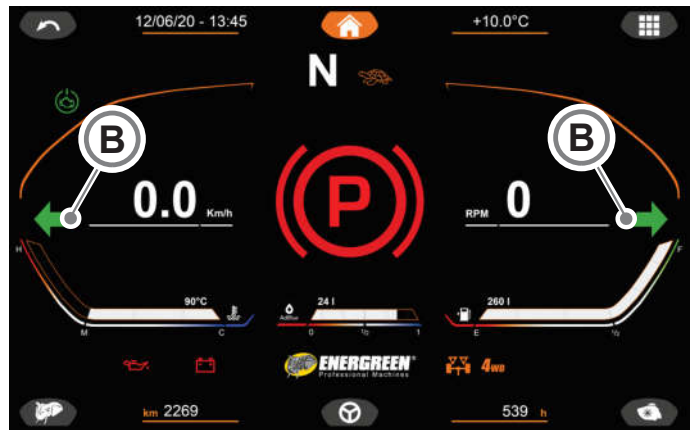 12/06/20 - 13:45
+10.0°C
N
B
B
0.0 Km/h
P
RPM 0
H
F
90°C
24 l
260 l
AdBlue
M
C
0
½
1
E
½
ENERGREEN®
Professional Machines
4WD
km 2269
539 h